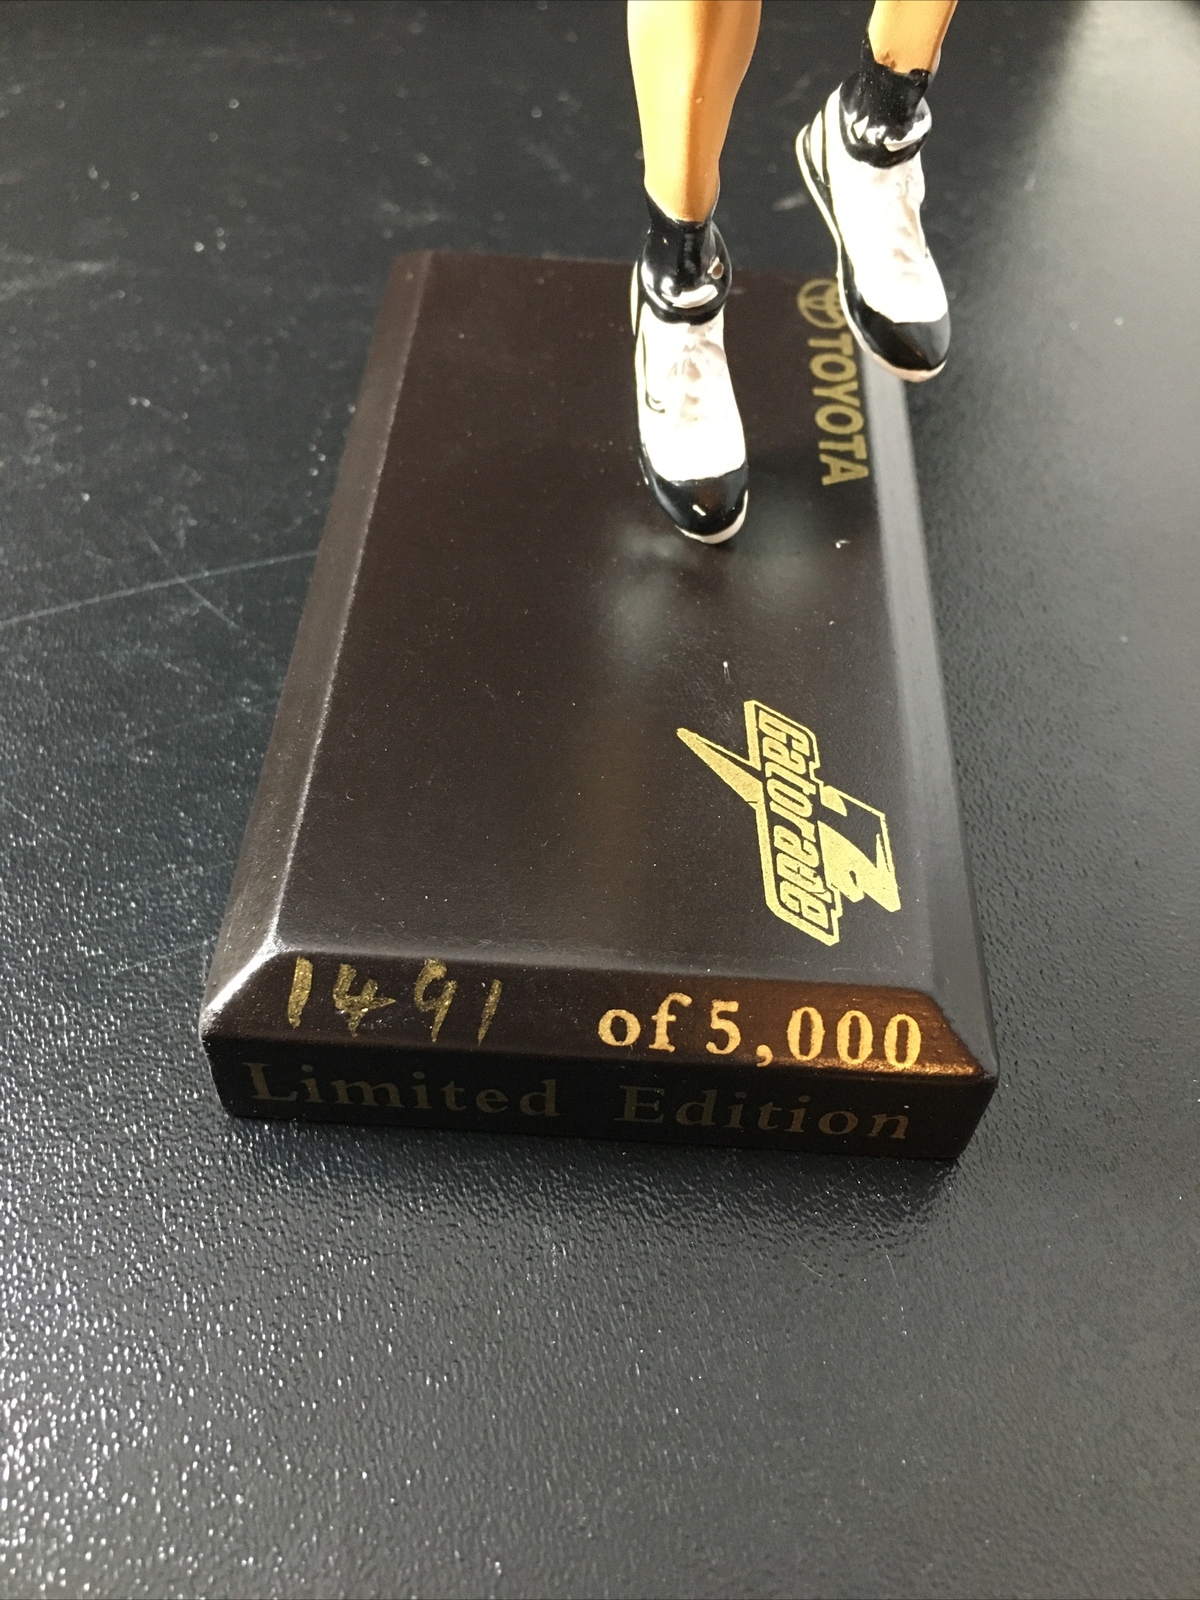 TOYOTA
Gatorade
1491 of 5,000
Limited Edition